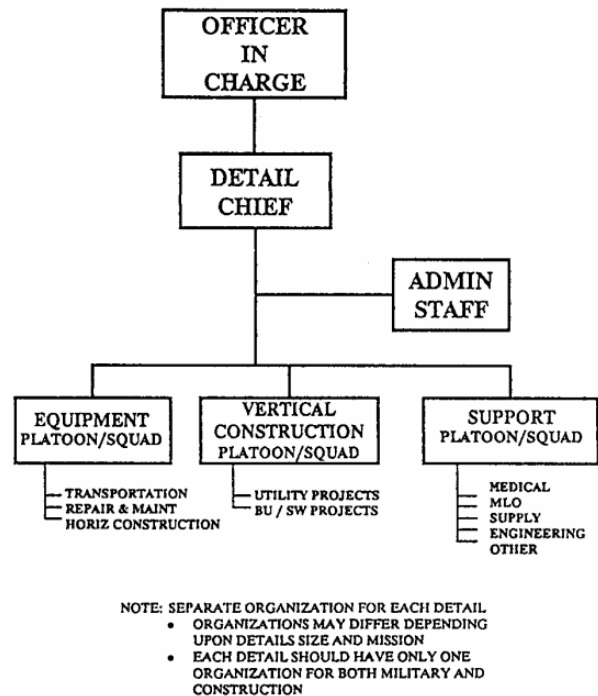 OFFICER
IN
CHARGE
DETAIL
CHIEF
ADMIN
STAFF
EQUIPMENT
PLATOON/SQUAD
TRANSPORTATION
REPAIR & MAINT
HORIZ CONSTRUCTION
VERTICAL
CONSTRUCTION
PLATOON/SQUAD
UTILITY PROJECTS
BU / SW PROJECTS
SUPPORT
PLATOON/SQUAD
MEDICAL
MLO
SUPPLY
ENGINEERING
OTHER
NOTE: SEPARATE ORGANIZATION FOR EACH DETAIL
• ORGANIZATIONS MAY DIFFER DEPENDING
UPON DETAILS SIZE AND MISSION
• EACH DETAIL SHOULD HAVE ONLY ONE
ORGANIZATION FOR BOTH MILITARY AND
CONSTRUCTION